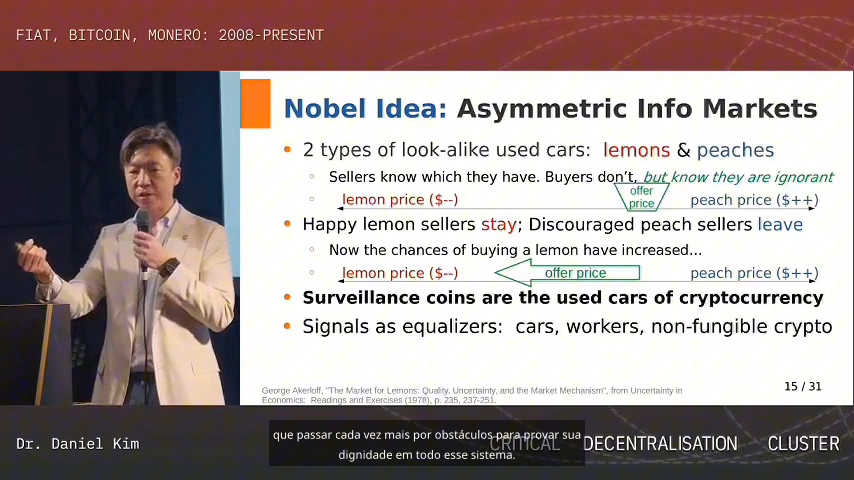 FIAT, BITCOIN, MONERO: 2008-PRESENT
Nobel Idea: Asymmetric Info Markets
2 types of look-alike used cars: lemons & peaches
Sellers know which they have. Buyers don't, but know they are ignorant
lemon price ($--) offer price peach price ($++)
Happy lemon sellers stay; Discouraged peach sellers leave
Now the chances of buying a lemon have increased...
lemon price ($--) offer price peach price ($++)
Surveillance coins are the used cars of cryptocurrency
Signals as equalizers: cars, workers, non-fungible crypto
George Akerloff, "The Market for Lemons: Quality, Uncertainty, and the Market Mechanism", from Uncertainty in
Economics: Readings and Exercises (1978), p. 235, 237-251.
15 / 31
Dr. Daniel Kim
CRITICAL DECENTRALISATION CLUSTER
que passar cada vez mais por obstáculos para provar sua
dignidade em todo esse sistema.